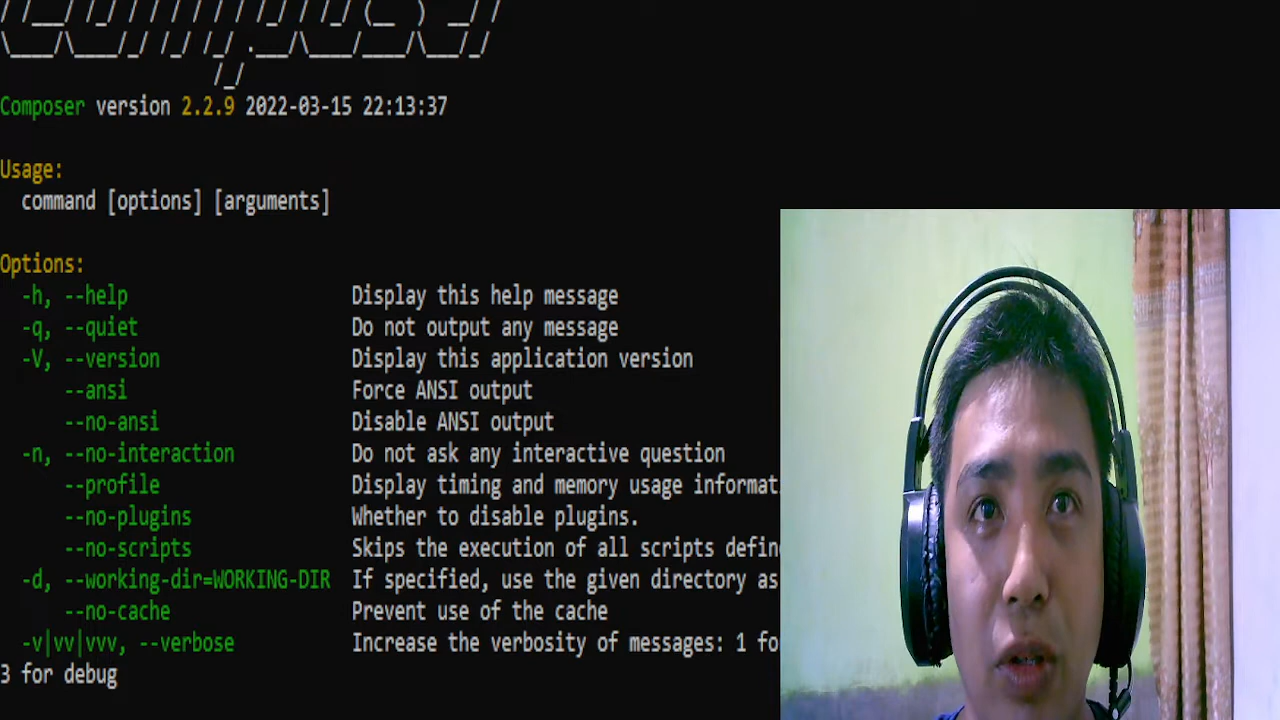 Composer version 2.2.9 2022-03-15 22:13:37
Usage:
command [options] [arguments]
Options:
-h, --help Display this help message
-q, --quiet Do not output any message
-V, --version Display this application version
--ansi Force ANSI output
--no-ansi Disable ANSI output
-n, --no-interaction Do not ask any interactive question
--profile Display timing and memory usage informat
--no-plugins Whether to disable plugins.
--no-scripts Skips the execution of all scripts defin
-d, --working-dir=WORKING-DIR If specified, use the given directory as
--no-cache Prevent use of the cache
-v|vv|vvv, --verbose Increase the verbosity of messages: 1 fo
3 for debug